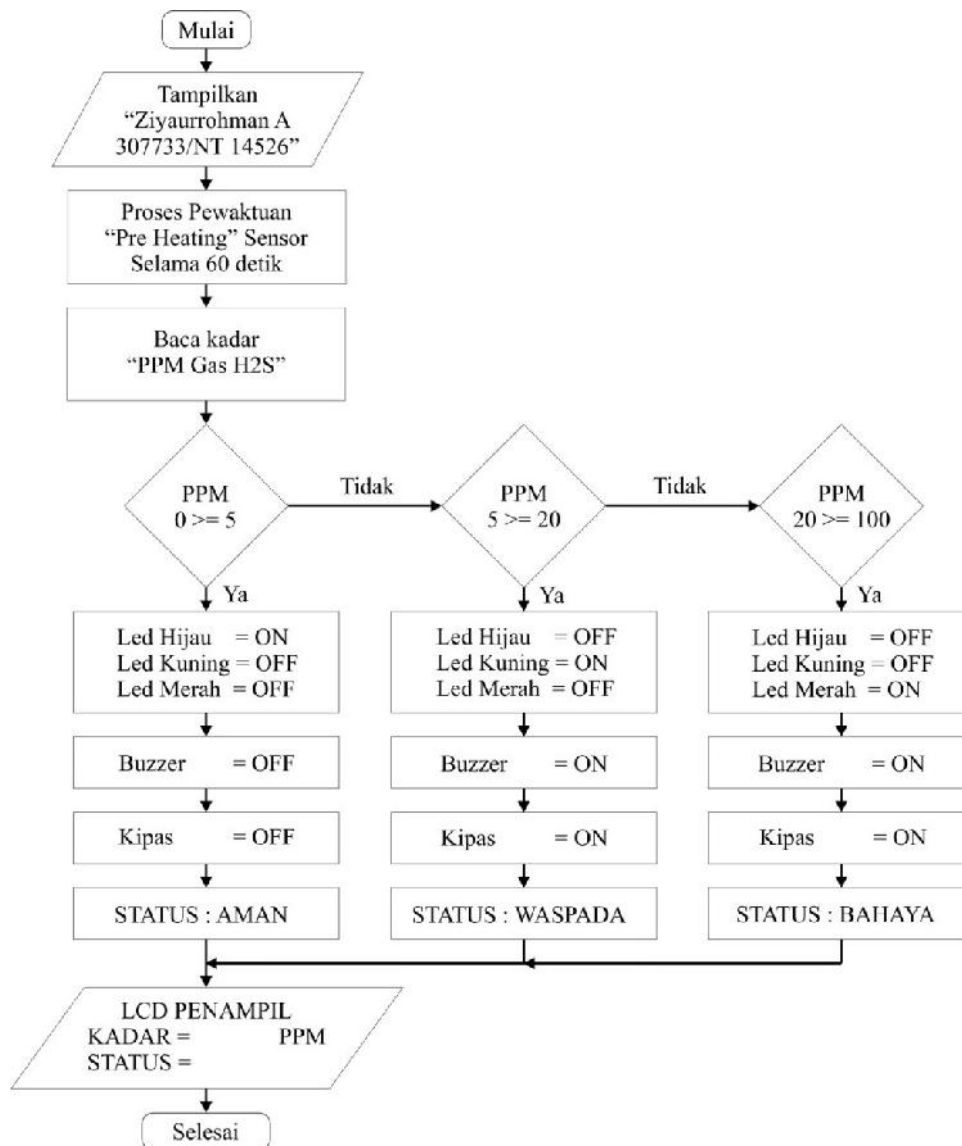 Mulai
Tampilkan
“Ziyaurrohman A
307733/NT 14526”
Proses Pewaktuan
“Pre Heating” Sensor
Selama 60 detik
Baca kadar
“PPM Gas H2S”
PPM
0 >= 5
Tidak
PPM
5 >= 20
Tidak
PPM
20 >= 100
Ya
Led Hijau = ON
Led Kuning = OFF
Led Merah = OFF
Buzzer = OFF
Kipas = OFF
STATUS : AMAN
Ya
Led Hijau = OFF
Led Kuning = ON
Led Merah = OFF
Buzzer = ON
Kipas = ON
STATUS : WASPADA
Ya
Led Hijau = OFF
Led Kuning = OFF
Led Merah = ON
Buzzer = ON
Kipas = ON
STATUS : BAHAYA
LCD PENAMPIL
KADAR = PPM
STATUS =
Selesai